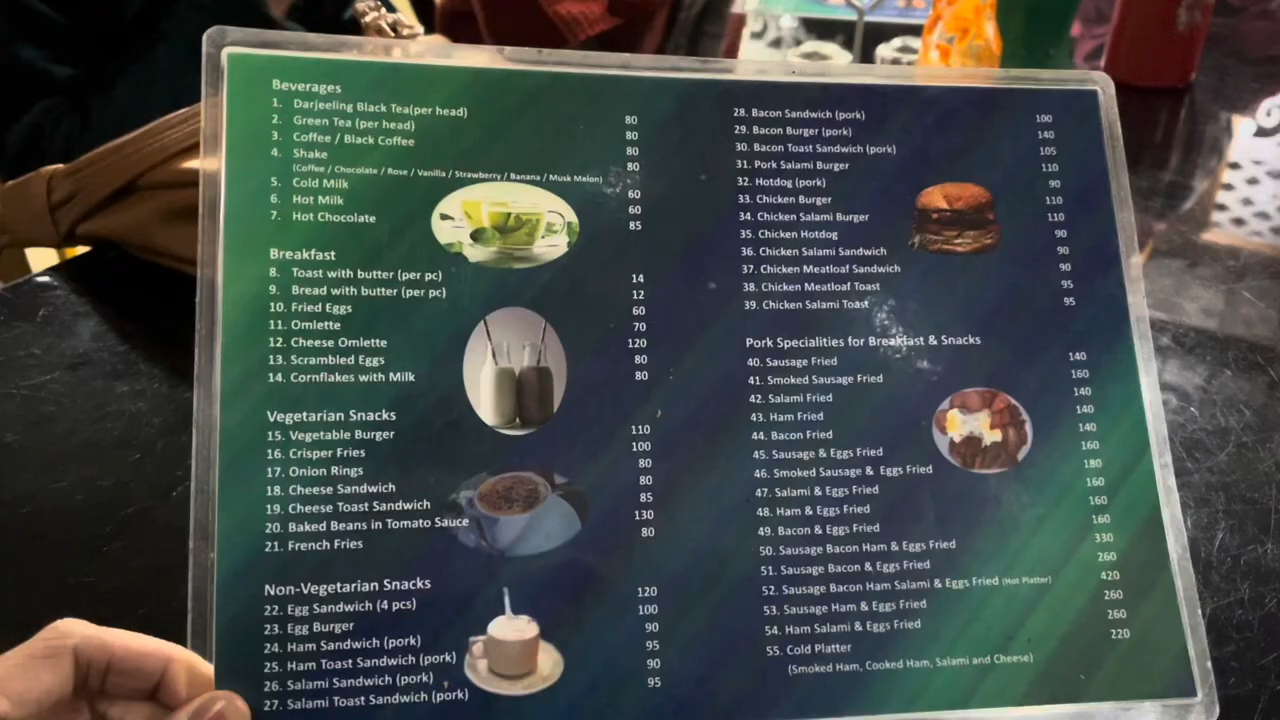 Beverages
1. Darjeeling Black Tea(per head) 80
2. Green Tea (per head) 80
3. Coffee / Black Coffee 80
4. Shake 80
(Coffee / Chocolate / Rose / Vanilla / Strawberry / Banana / Musk Melon)
5. Cold Milk 60
6. Hot Milk 60
7. Hot Chocolate 85
Breakfast
8. Toast with butter (per pc) 14
9. Bread with butter (per pc) 12
10. Fried Eggs 60
11. Omlette 70
12. Cheese Omlette 120
13. Scrambled Eggs 80
14. Cornflakes with Milk 80
Vegetarian Snacks
15. Vegetable Burger 110
16. Crisper Fries 100
17. Onion Rings 80
18. Cheese Sandwich 80
19. Cheese Toast Sandwich 85
20. Baked Beans in Tomato Sauce 130
21. French Fries 80
Non-Vegetarian Snacks
22. Egg Sandwich (4 pcs) 120
23. Egg Burger 100
24. Ham Sandwich (pork) 90
25. Ham Toast Sandwich (pork) 95
26. Salami Sandwich (pork) 90
27. Salami Toast Sandwich (pork) 95
28. Bacon Sandwich (pork) 100
29. Bacon Burger (pork) 140
30. Bacon Toast Sandwich (pork) 105
31. Pork Salami Burger 110
32. Hotdog (pork) 90
33. Chicken Burger 110
34. Chicken Salami Burger 110
35. Chicken Hotdog 90
36. Chicken Salami Sandwich 90
37. Chicken Meatloaf Sandwich 90
38. Chicken Meatloaf Toast 95
39. Chicken Salami Toast 95
Pork Specialities for Breakfast & Snacks
40. Sausage Fried 140
41. Smoked Sausage Fried 160
42. Salami Fried 140
43. Ham Fried 140
44. Bacon Fried 140
45. Sausage & Eggs Fried 160
46. Smoked Sausage & Eggs Fried 180
47. Salami & Eggs Fried 160
48. Ham & Eggs Fried 160
49. Bacon & Eggs Fried 160
50. Sausage Bacon Ham & Eggs Fried 330
51. Sausage Bacon & Eggs Fried 260
52. Sausage Bacon Ham Salami & Eggs Fried (Hot Platter) 420
53. Sausage Ham & Eggs Fried 260
54. Ham Salami & Eggs Fried 260
55. Cold Platter 220
(Smoked Ham, Cooked Ham, Salami and Cheese)